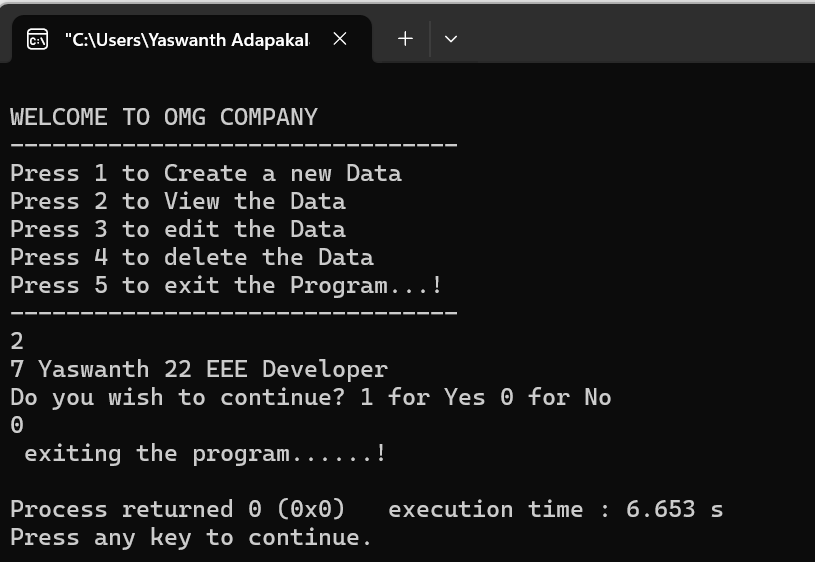 "C:\Users\Yaswanth Adapakal
WELCOME TO OMG COMPANY
--------------------------------
Press 1 to Create a new Data
Press 2 to View the Data
Press 3 to edit the Data
Press 4 to delete the Data
Press 5 to exit the Program...!
--------------------------------
2
7 Yaswanth 22 EEE Developer
Do you wish to continue? 1 for Yes 0 for No
0
 exiting the program......!
Process returned 0 (0x0)   execution time : 6.653 s
Press any key to continue.